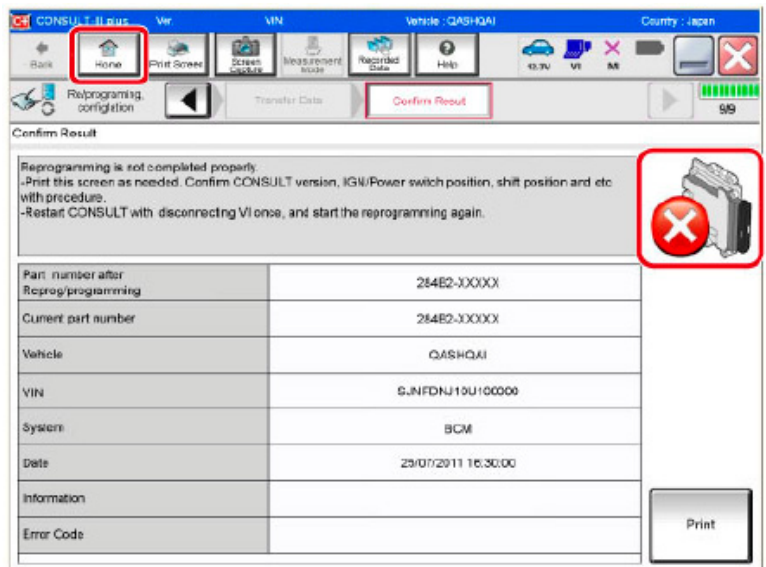 CONSULT-III plus Ver. VIN Vehicle : QASHQAI Country : Japan
Back
Home
Print Screen
Screen Capture
Measurement Mode
Recorded Data
Help
VI
MI
Re/programing, configlation
Transfer Data
Confirm Result
9/9
Confirm Result
Reprogramming is not completed properly.
-Print this screen as needed. Confirm CONSULT version, IGN/Power switch position, shift position and etc
with procedure.
-Restart CONSULT with disconnecting VI once, and start the reprogramming again.
Part number after
Reprog/programming
284B2-XXXXX
Current part number
284B2-XXXXX
Vehicle
QASHQAI
VIN
SJNFDNJ10U100000
System
BCM
Date
25/07/2011 16:30:00
Information
Error Code
Print